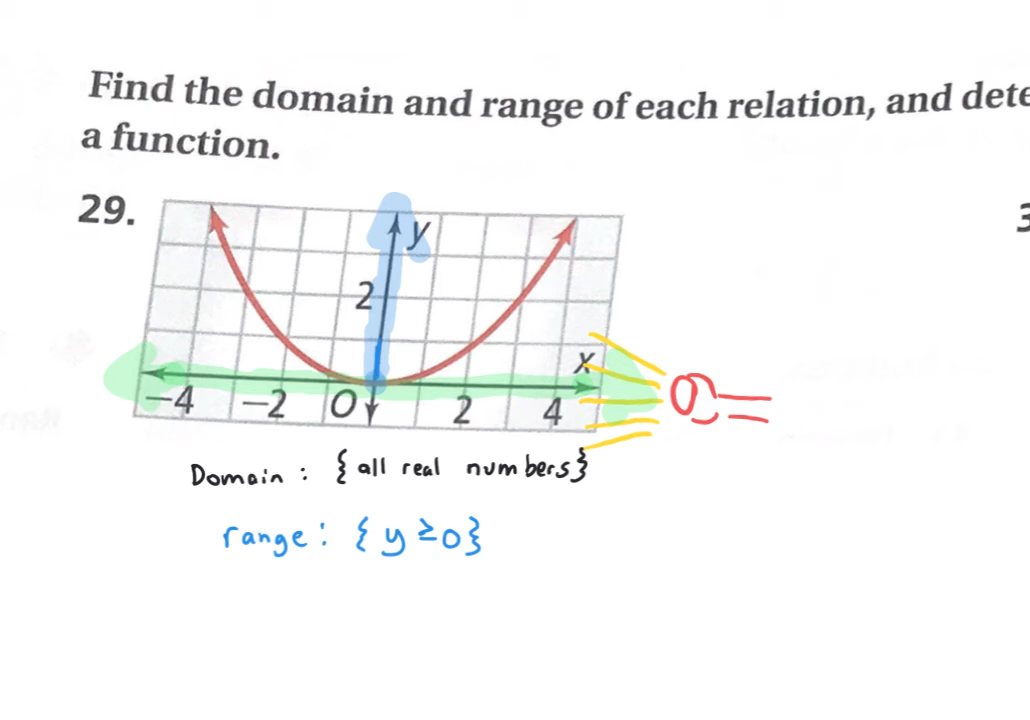 Find the domain and range of each relation, and dete
a function.
29.
3
y
2
x
−4 −2 O 2 4
Domain : {all real numbers}
range: {y ≥0}